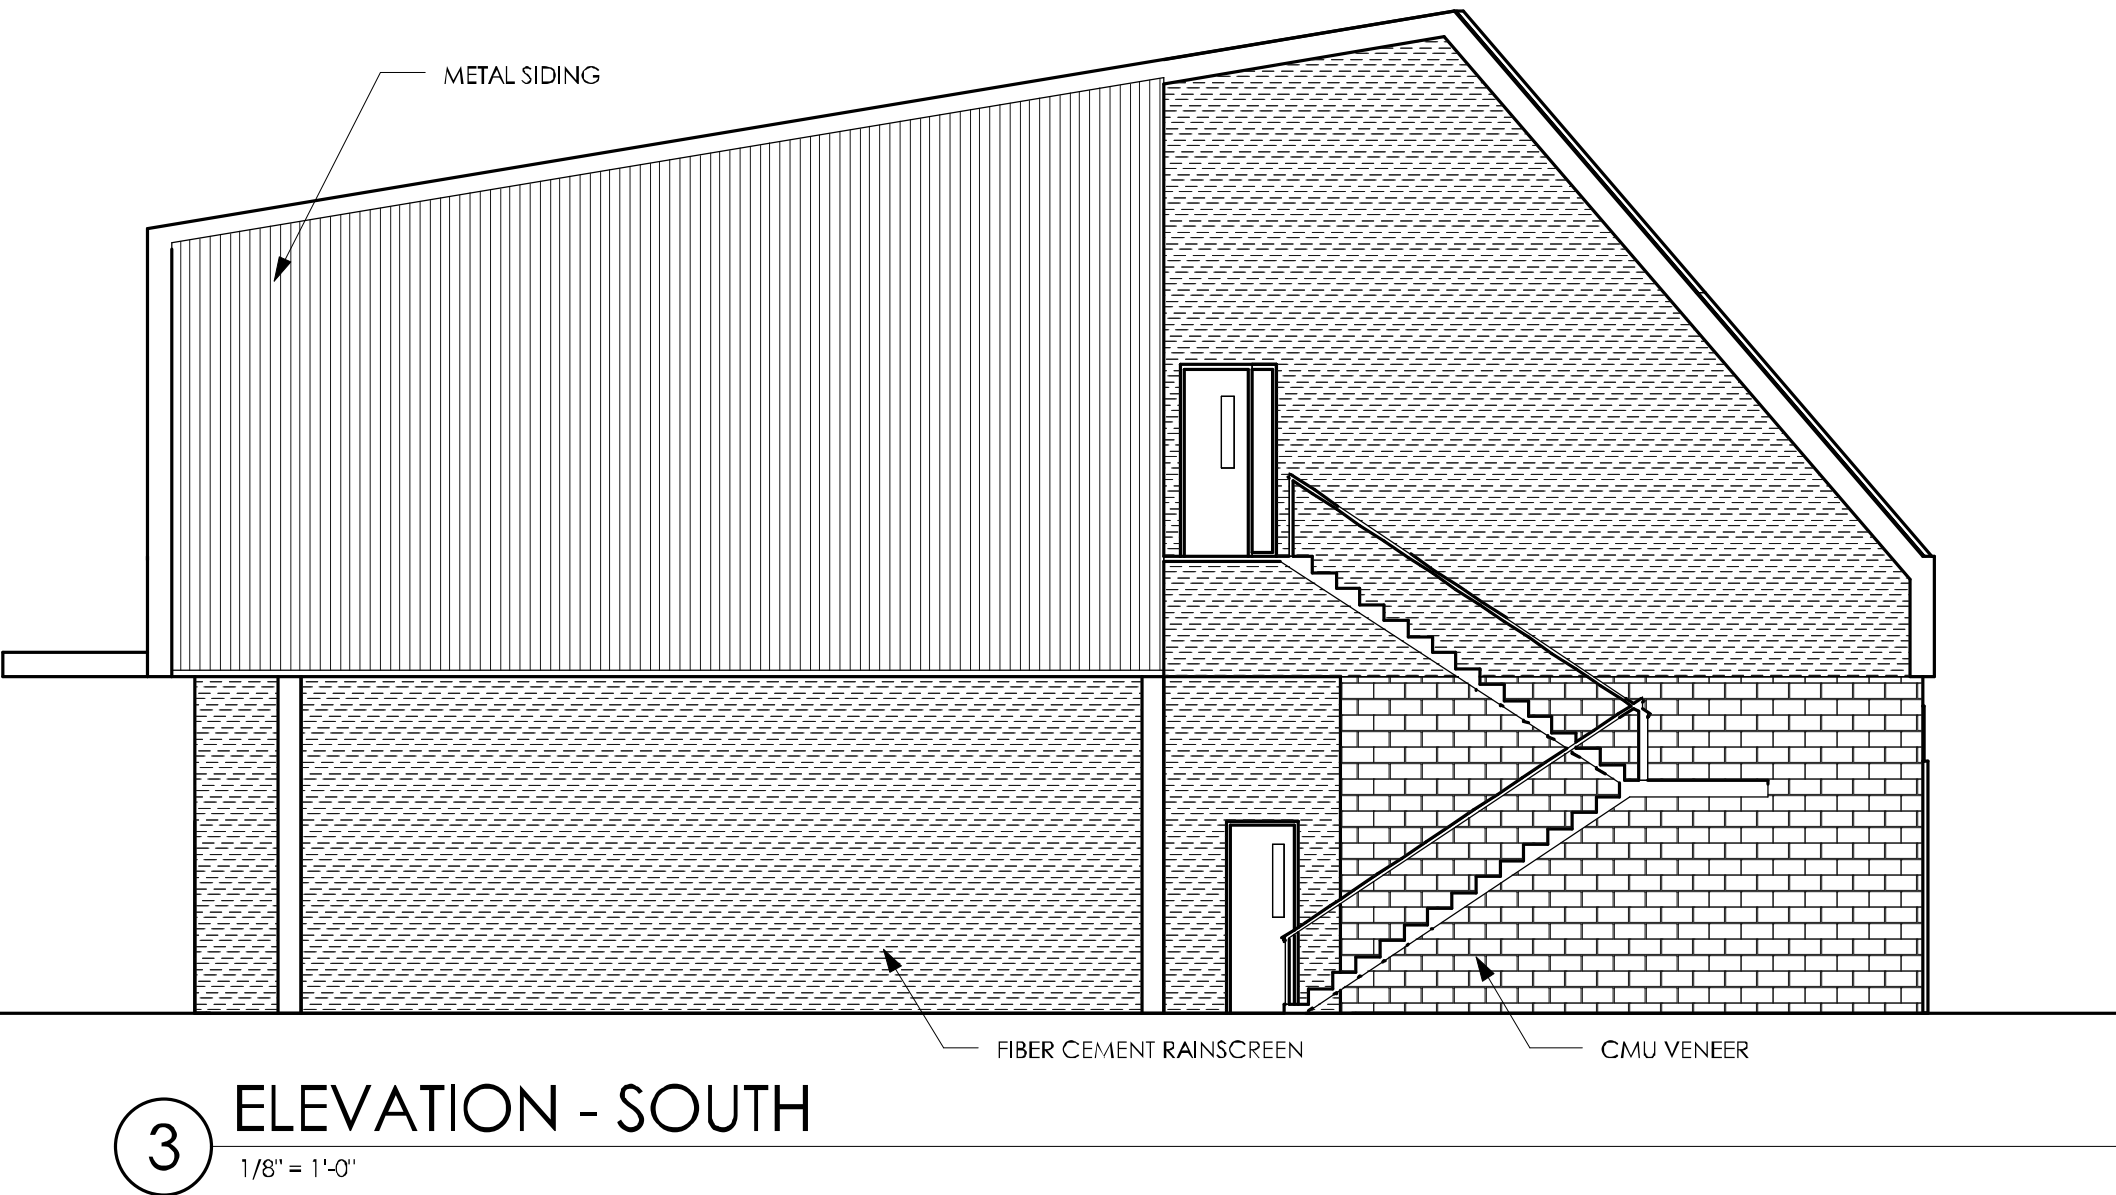 METAL SIDING
FIBER CEMENT RAINSCREEN
CMU VENEER
3
ELEVATION - SOUTH
1/8" = 1'-0"